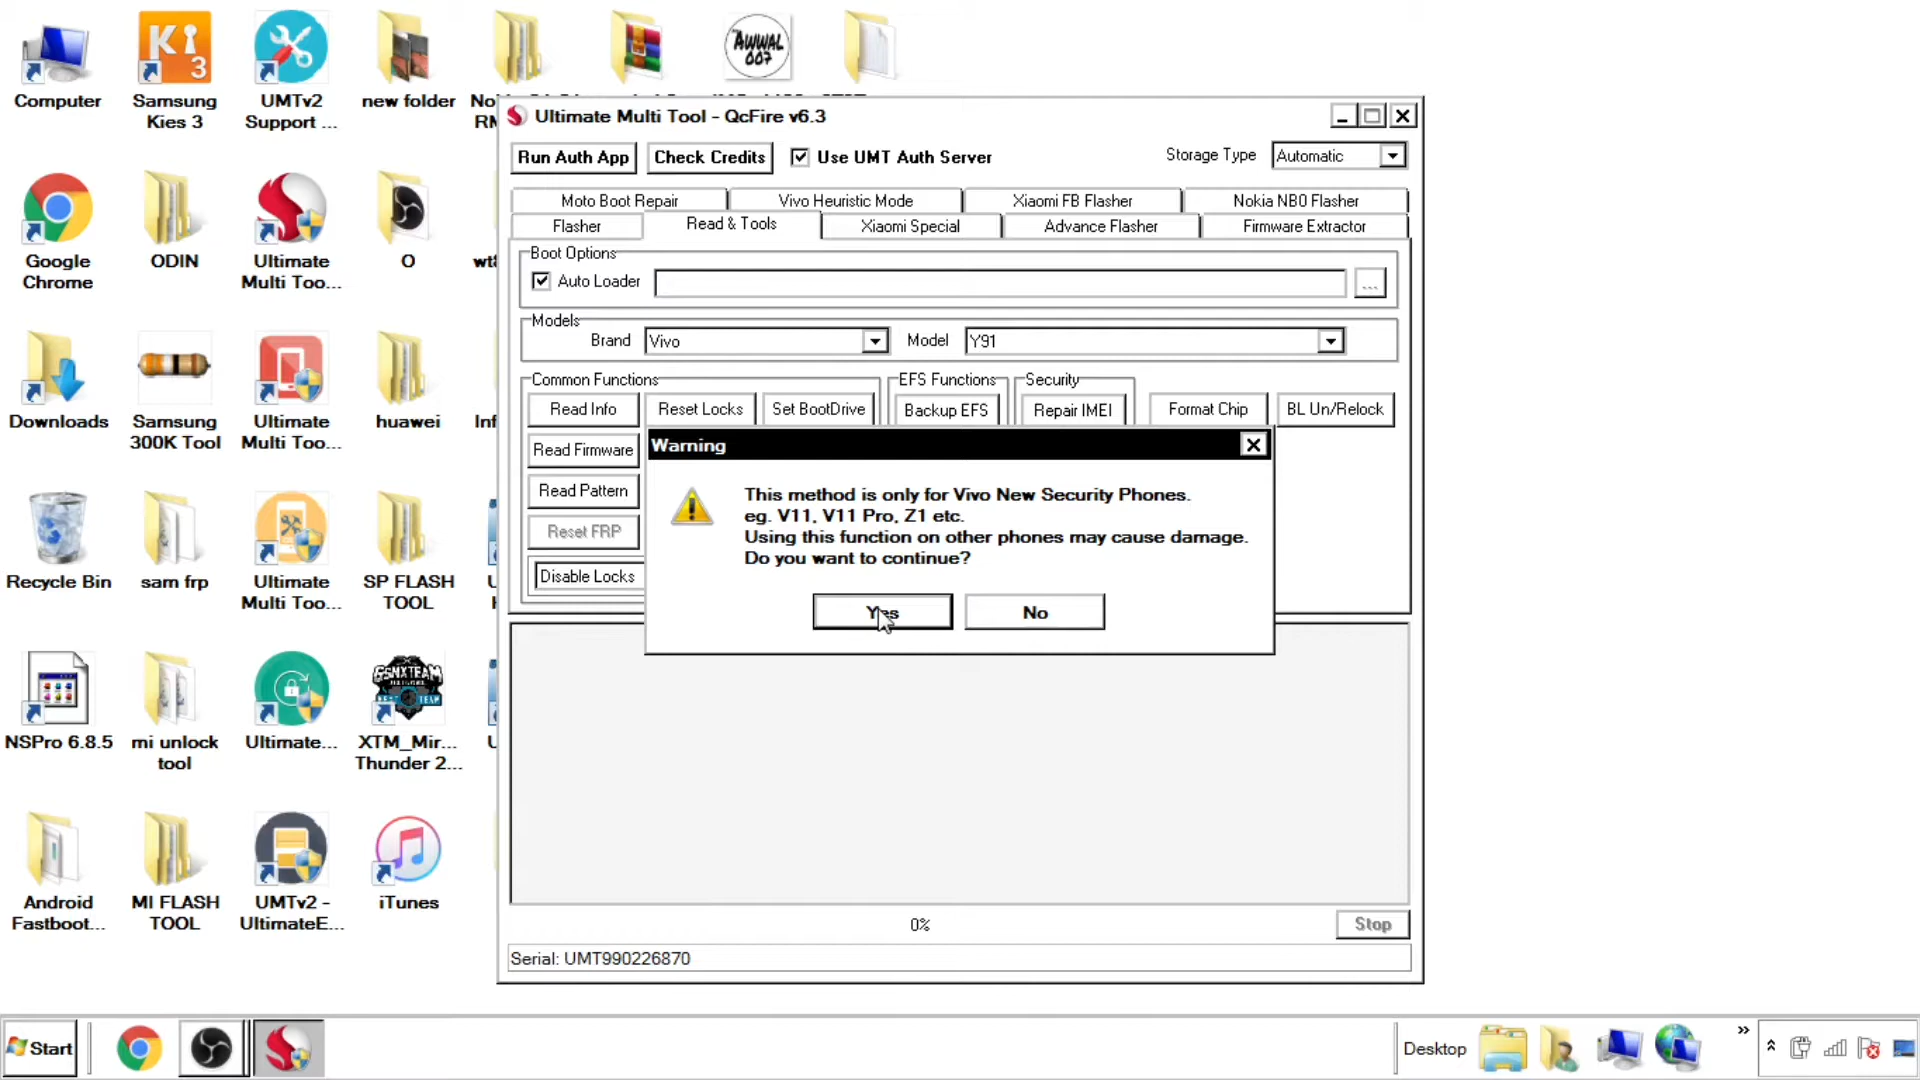 Computer
Samsung
Kies 3
UMTv2
Support ...
new folder
AWWAL
007
Google
Chrome
ODIN
Ultimate
Multi Too...
O
Downloads
Samsung
300K Tool
Ultimate
Multi Too...
huawei
Recycle Bin
sam frp
Ultimate
Multi Too...
SP FLASH
TOOL
NSPro 6.8.5
mi unlock
tool
Ultimate...
XTM_Mir...
Thunder 2...
Android
Fastboot...
MI FLASH
TOOL
UMTv2 -
UltimateE...
iTunes
Ultimate Multi Tool - QcFire v6.3
Run Auth App
Check Credits
Use UMT Auth Server
Storage Type
Automatic
Moto Boot Repair
Vivo Heuristic Mode
Xiaomi FB Flasher
Nokia NB0 Flasher
Flasher
Read & Tools
Xiaomi Special
Advance Flasher
Firmware Extractor
Boot Options
Auto Loader
...
Models
Brand
Vivo
Model
Y91
Common Functions
EFS Functions
Security
Read Info
Reset Locks
Set BootDrive
Backup EFS
Repair IMEI
Format Chip
BL Un/Relock
Read Firmware
Read Pattern
Reset FRP
Disable Locks
Warning
This method is only for Vivo New Security Phones.
eg. V11, V11 Pro, Z1 etc.
Using this function on other phones may cause damage.
Do you want to continue?
Yes
No
0%
Stop
Serial: UMT990226870
Start
Desktop